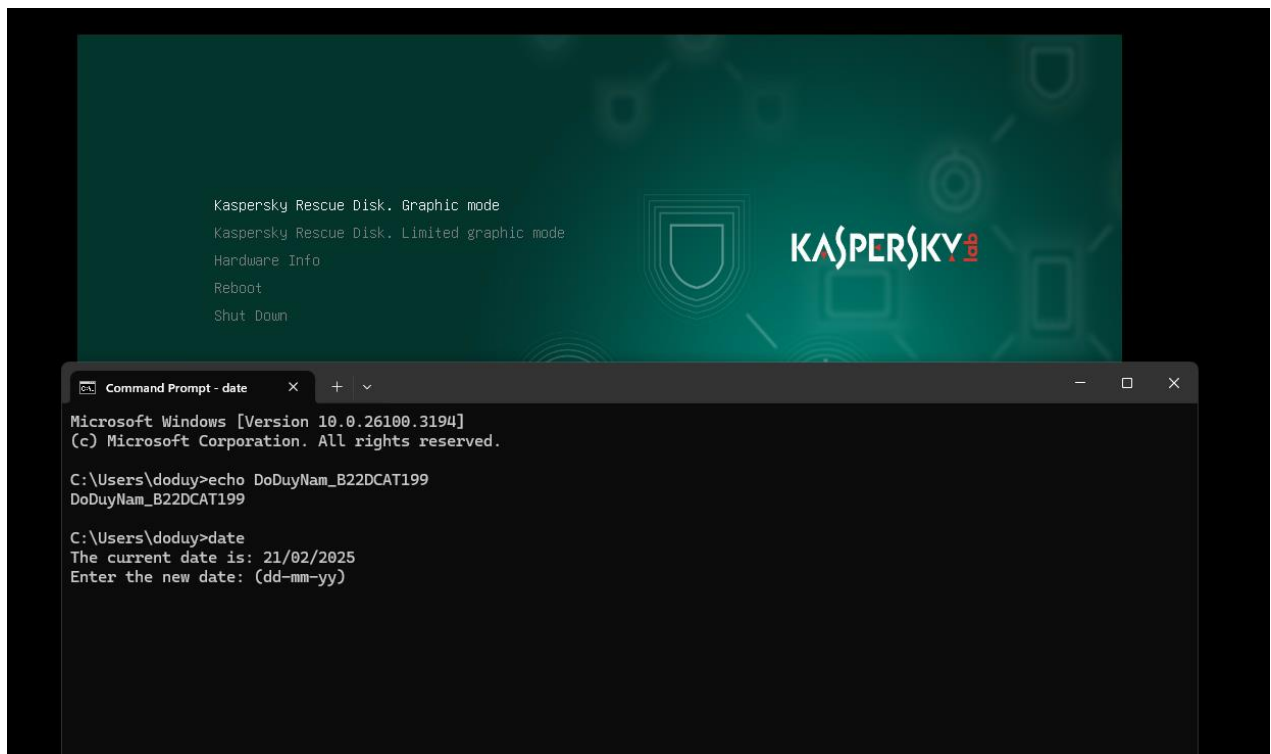 Kaspersky Rescue Disk. Graphic mode
Kaspersky Rescue Disk. Limited graphic mode
Hardware Info
Reboot
Shut Down
KASPERSKY lab
Command Prompt - date
Microsoft Windows [Version 10.0.26100.3194]
(c) Microsoft Corporation. All rights reserved.
C:\Users\doduy>echo DoDuyNam_B22DCAT199
DoDuyNam_B22DCAT199
C:\Users\doduy>date
The current date is: 21/02/2025
Enter the new date: (dd-mm-yy)